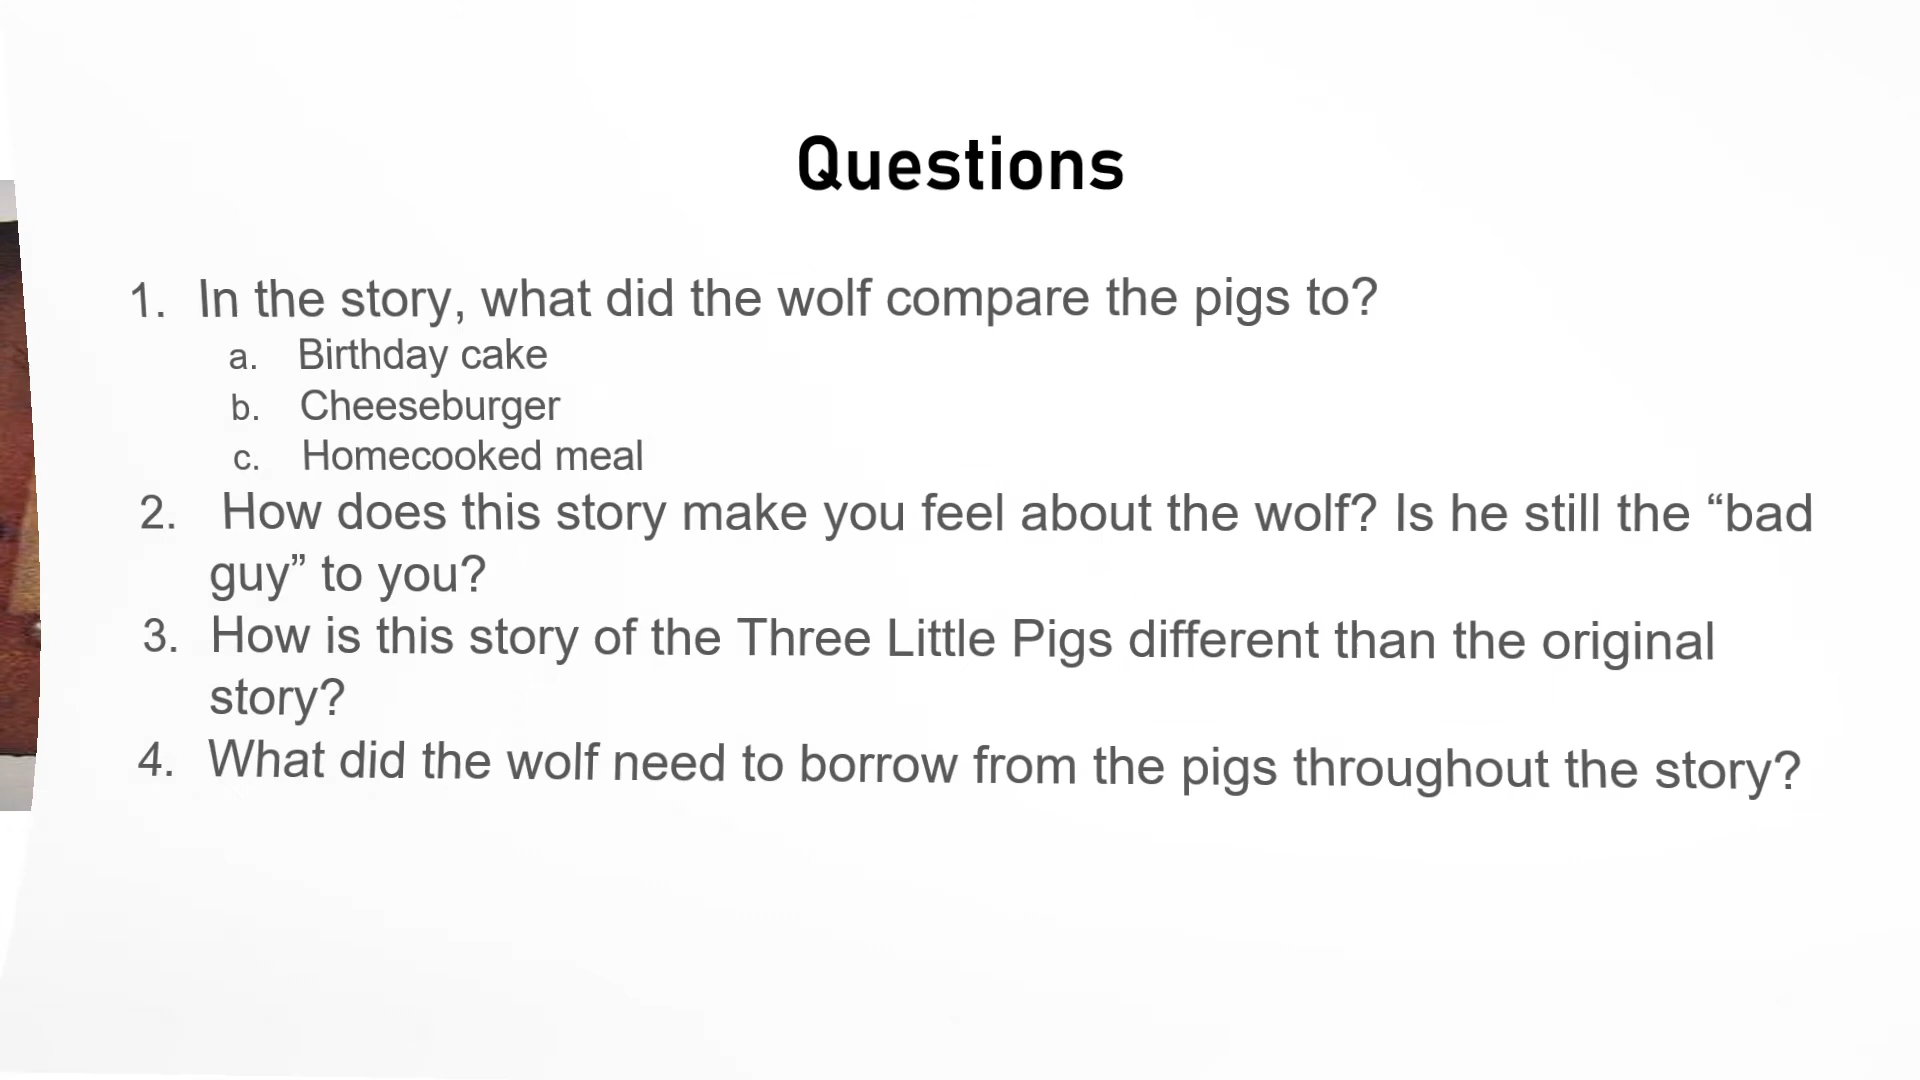 Questions
1. In the story, what did the wolf compare the pigs to?
a. Birthday cake
b. Cheeseburger
c. Homecooked meal
2. How does this story make you feel about the wolf? Is he still the “bad
guy” to you?
3. How is this story of the Three Little Pigs different than the original
story?
4. What did the wolf need to borrow from the pigs throughout the story?